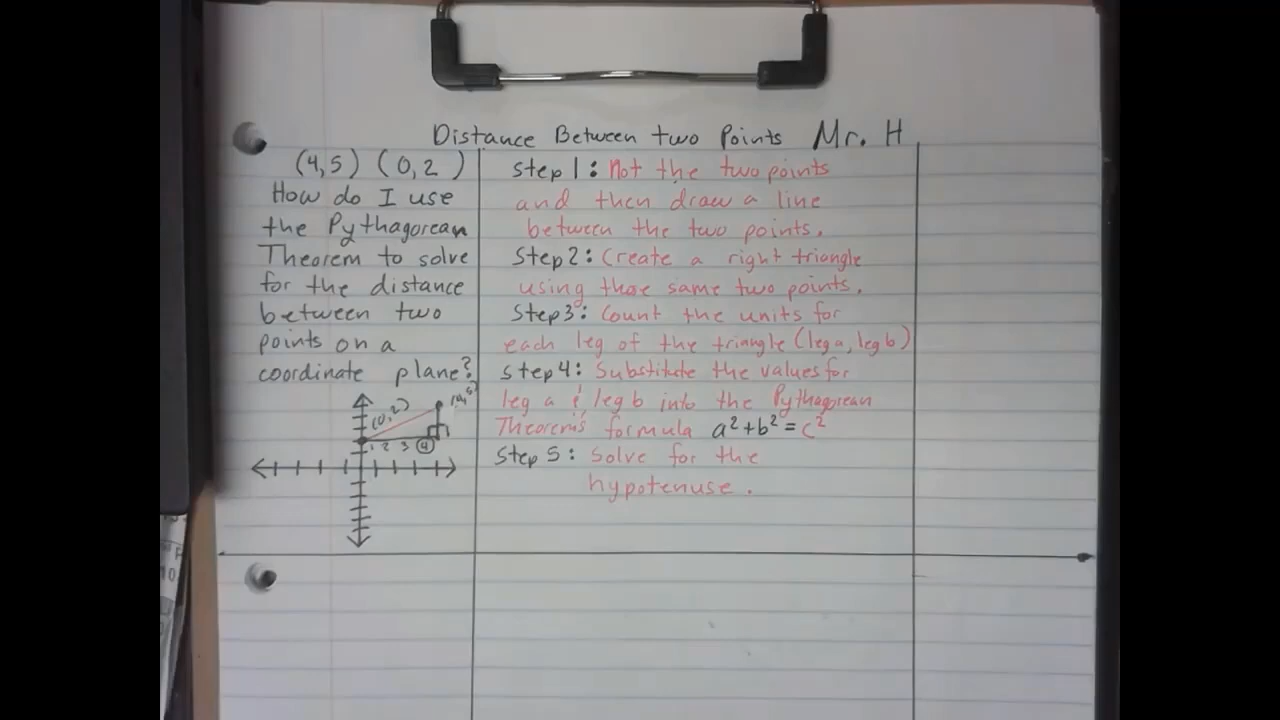 Distance Between two Points Mr. H
(4,5) (0,2)
How do I use
the Pythagorean
Theorem to solve
for the distance
between two
points on a
coordinate plane?
(0,2)
1 2 3 4
Step 1: Not the two points
and then draw a line
between the two points.
Step 2: Create a right triangle
using those same two points.
Step 3: Count the units for
each leg of the triangle (leg a, leg b)
Step 4: Substitute the values for
leg a & leg b into the Pythagorean
Theorem's formula a²+b²=c²
Step 5: Solve for the
hypotenuse.